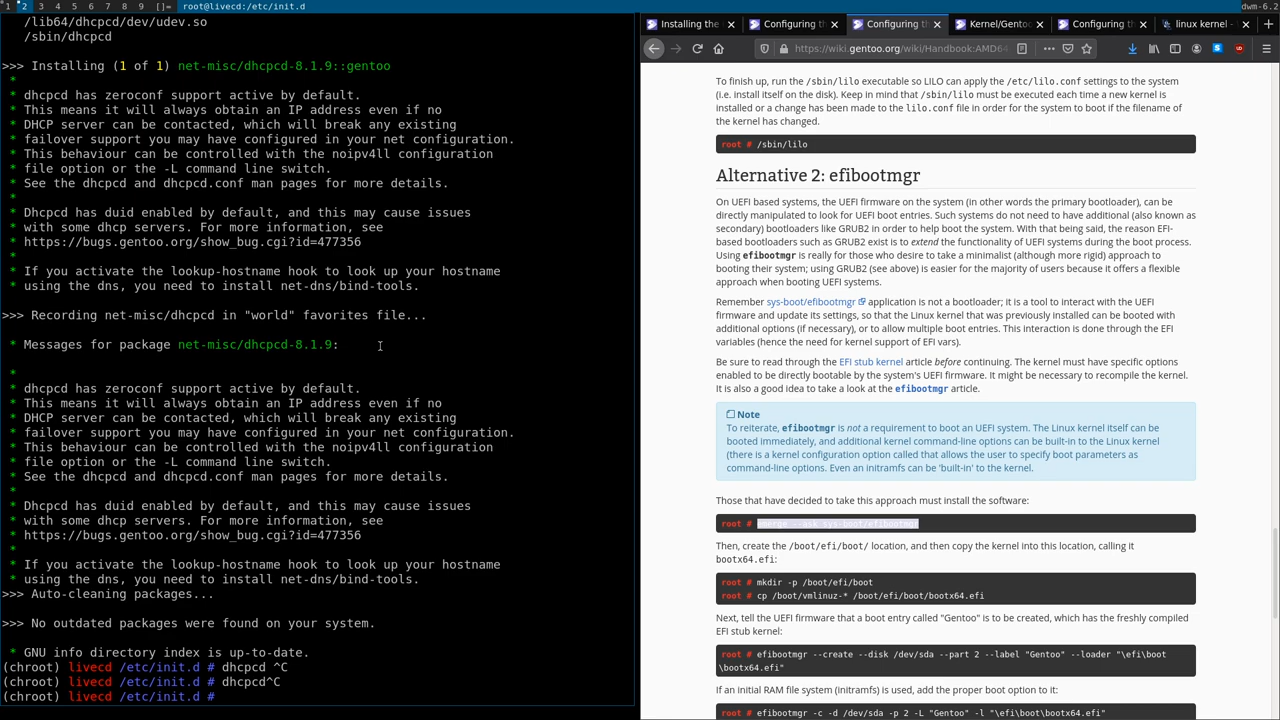 1 2 3 4 5 6 7 8 9 []= root@livecd:/etc/init.d dwm-6.2
/lib64/dhcpcd/dev/udev.so
/sbin/dhcpcd
>>> Installing (1 of 1) net-misc/dhcpcd-8.1.9::gentoo
*
* dhcpcd has zeroconf support active by default.
* This means it will always obtain an IP address even if no
* DHCP server can be contacted, which will break any existing
* failover support you may have configured in your net configuration.
* This behaviour can be controlled with the noipv4ll configuration
* file option or the -L command line switch.
* See the dhcpcd and dhcpcd.conf man pages for more details.
*
* Dhcpcd has duid enabled by default, and this may cause issues
* with some dhcp servers. For more information, see
* https://bugs.gentoo.org/show_bug.cgi?id=477356
*
* If you activate the lookup-hostname hook to look up your hostname
* using the dns, you need to install net-dns/bind-tools.
>>> Recording net-misc/dhcpcd in "world" favorites file...
* Messages for package net-misc/dhcpcd-8.1.9:
*
* dhcpcd has zeroconf support active by default.
* This means it will always obtain an IP address even if no
* DHCP server can be contacted, which will break any existing
* failover support you may have configured in your net configuration.
* This behaviour can be controlled with the noipv4ll configuration
* file option or the -L command line switch.
* See the dhcpcd and dhcpcd.conf man pages for more details.
*
* Dhcpcd has duid enabled by default, and this may cause issues
* with some dhcp servers. For more information, see
* https://bugs.gentoo.org/show_bug.cgi?id=477356
*
* If you activate the lookup-hostname hook to look up your hostname
* using the dns, you need to install net-dns/bind-tools.
>>> Auto-cleaning packages...
>>> No outdated packages were found on your system.
* GNU info directory index is up-to-date.
(chroot) livecd /etc/init.d # dhcpcd ^C
(chroot) livecd /etc/init.d # dhcpcd^C
(chroot) livecd /etc/init.d #
Installing the Configuring th Configuring th Kernel/Gento Configuring th linux kernel -
https://wiki.gentoo.org/wiki/Handbook:AMD64
To finish up, run the /sbin/lilo executable so LILO can apply the /etc/lilo.conf settings to the system
(i.e. install itself on the disk). Keep in mind that /sbin/lilo must be executed each time a new kernel is
installed or a change has been made to the lilo.conf file in order for the system to boot if the filename of
the kernel has changed.
root # /sbin/lilo
Alternative 2: efibootmgr
On UEFI based systems, the UEFI firmware on the system (in other words the primary bootloader), can be
directly manipulated to look for UEFI boot entries. Such systems do not need to have additional (also known as
secondary) bootloaders like GRUB2 in order to help boot the system. With that being said, the reason EFI-
based bootloaders such as GRUB2 exist is to extend the functionality of UEFI systems during the boot process.
Using efibootmgr is really for those who desire to take a minimalist (although more rigid) approach to
booting their system; using GRUB2 (see above) is easier for the majority of users because it offers a flexible
approach when booting UEFI systems.
Remember sys-boot/efibootmgr application is not a bootloader; it is a tool to interact with the UEFI
firmware and update its settings, so that the Linux kernel that was previously installed can be booted with
additional options (if necessary), or to allow multiple boot entries. This interaction is done through the EFI
variables (hence the need for kernel support of EFI vars).
Be sure to read through the EFI stub kernel article before continuing. The kernel must have specific options
enabled to be directly bootable by the system's UEFI firmware. It might be necessary to recompile the kernel.
It is also a good idea to take a look at the efibootmgr article.
Note
To reiterate, efibootmgr is not a requirement to boot an UEFI system. The Linux kernel itself can be
booted immediately, and additional kernel command-line options can be built-in to the Linux kernel
(there is a kernel configuration option called that allows the user to specify boot parameters as
command-line options. Even an initramfs can be 'built-in' to the kernel.
Those that have decided to take this approach must install the software:
root # emerge --ask sys-boot/efibootmgr
Then, create the /boot/efi/boot/ location, and then copy the kernel into this location, calling it
bootx64.efi:
root # mkdir -p /boot/efi/boot
root # cp /boot/vmlinuz-* /boot/efi/boot/bootx64.efi
Next, tell the UEFI firmware that a boot entry called "Gentoo" is to be created, which has the freshly compiled
EFI stub kernel:
root # efibootmgr --create --disk /dev/sda --part 2 --label "Gentoo" --loader "\efi\boot
\bootx64.efi"
If an initial RAM file system (initramfs) is used, add the proper boot option to it:
root # efibootmgr -c -d /dev/sda -p 2 -L "Gentoo" -l "\efi\boot\bootx64.efi"